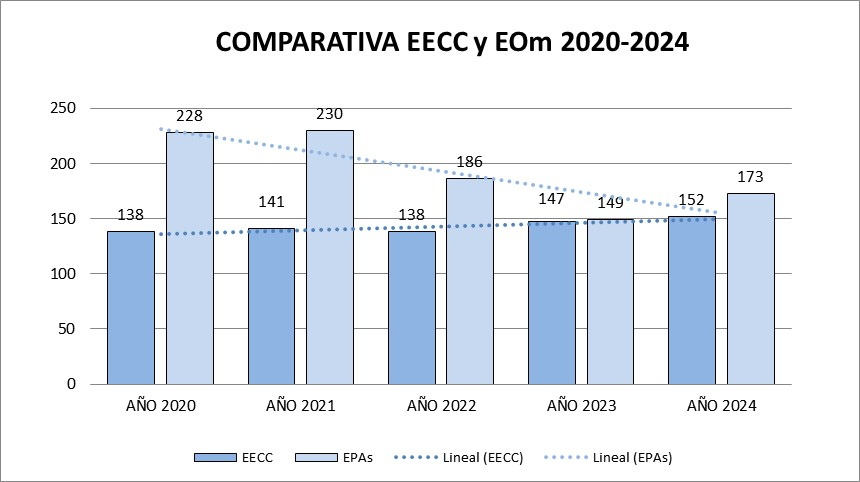 COMPARATIVA EECC y EOm 2020-2024
250
200
150
100
50
0
138
228
141
230
138
186
147
149
152
173
AÑO 2020
AÑO 2021
AÑO 2022
AÑO 2023
AÑO 2024
EECC
EPAs
Lineal (EECC)
Lineal (EPAs)